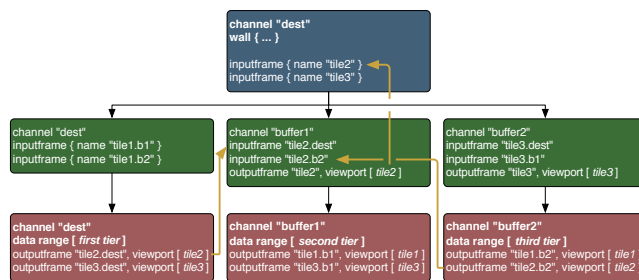 channel "dest"
wall { ... }
inputframe { name "tile2" }
inputframe { name "tile3" }
channel "dest"
inputframe { name "tile1.b1" }
inputframe { name "tile1.b2" }
channel "buffer1"
inputframe "tile2.dest"
inputframe "tile2.b2"
outputframe "tile2", viewport [ tile2 ]
channel "buffer2"
inputframe "tile3.dest"
inputframe "tile3.b1"
outputframe "tile3", viewport [ tile3 ]
channel "dest"
data range [ first tier ]
outputframe "tile2.dest", viewport [ tile2 ]
outputframe "tile3.dest", viewport [ tile3 ]
channel "buffer1"
data range [ second tier ]
outputframe "tile1.b1", viewport [ tile1 ]
outputframe "tile3.b1", viewport [ tile3 ]
channel "buffer2"
data range [ third tier ]
outputframe "tile1.b2", viewport [ tile1 ]
outputframe "tile2.b2", viewport [ tile2 ]